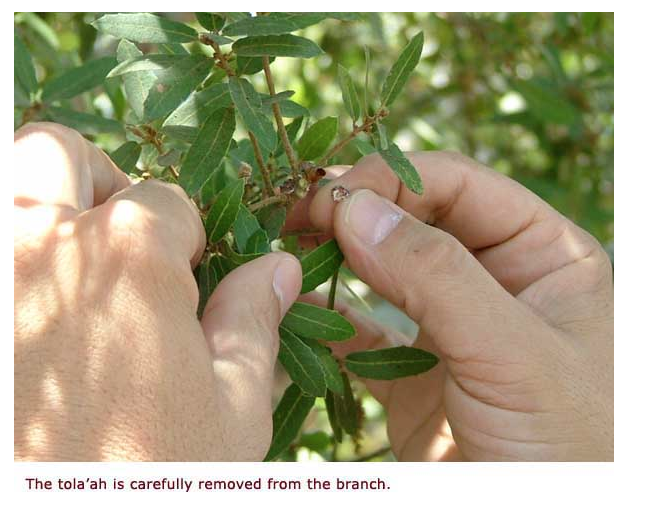 The tola'ah is carefully removed from the branch.